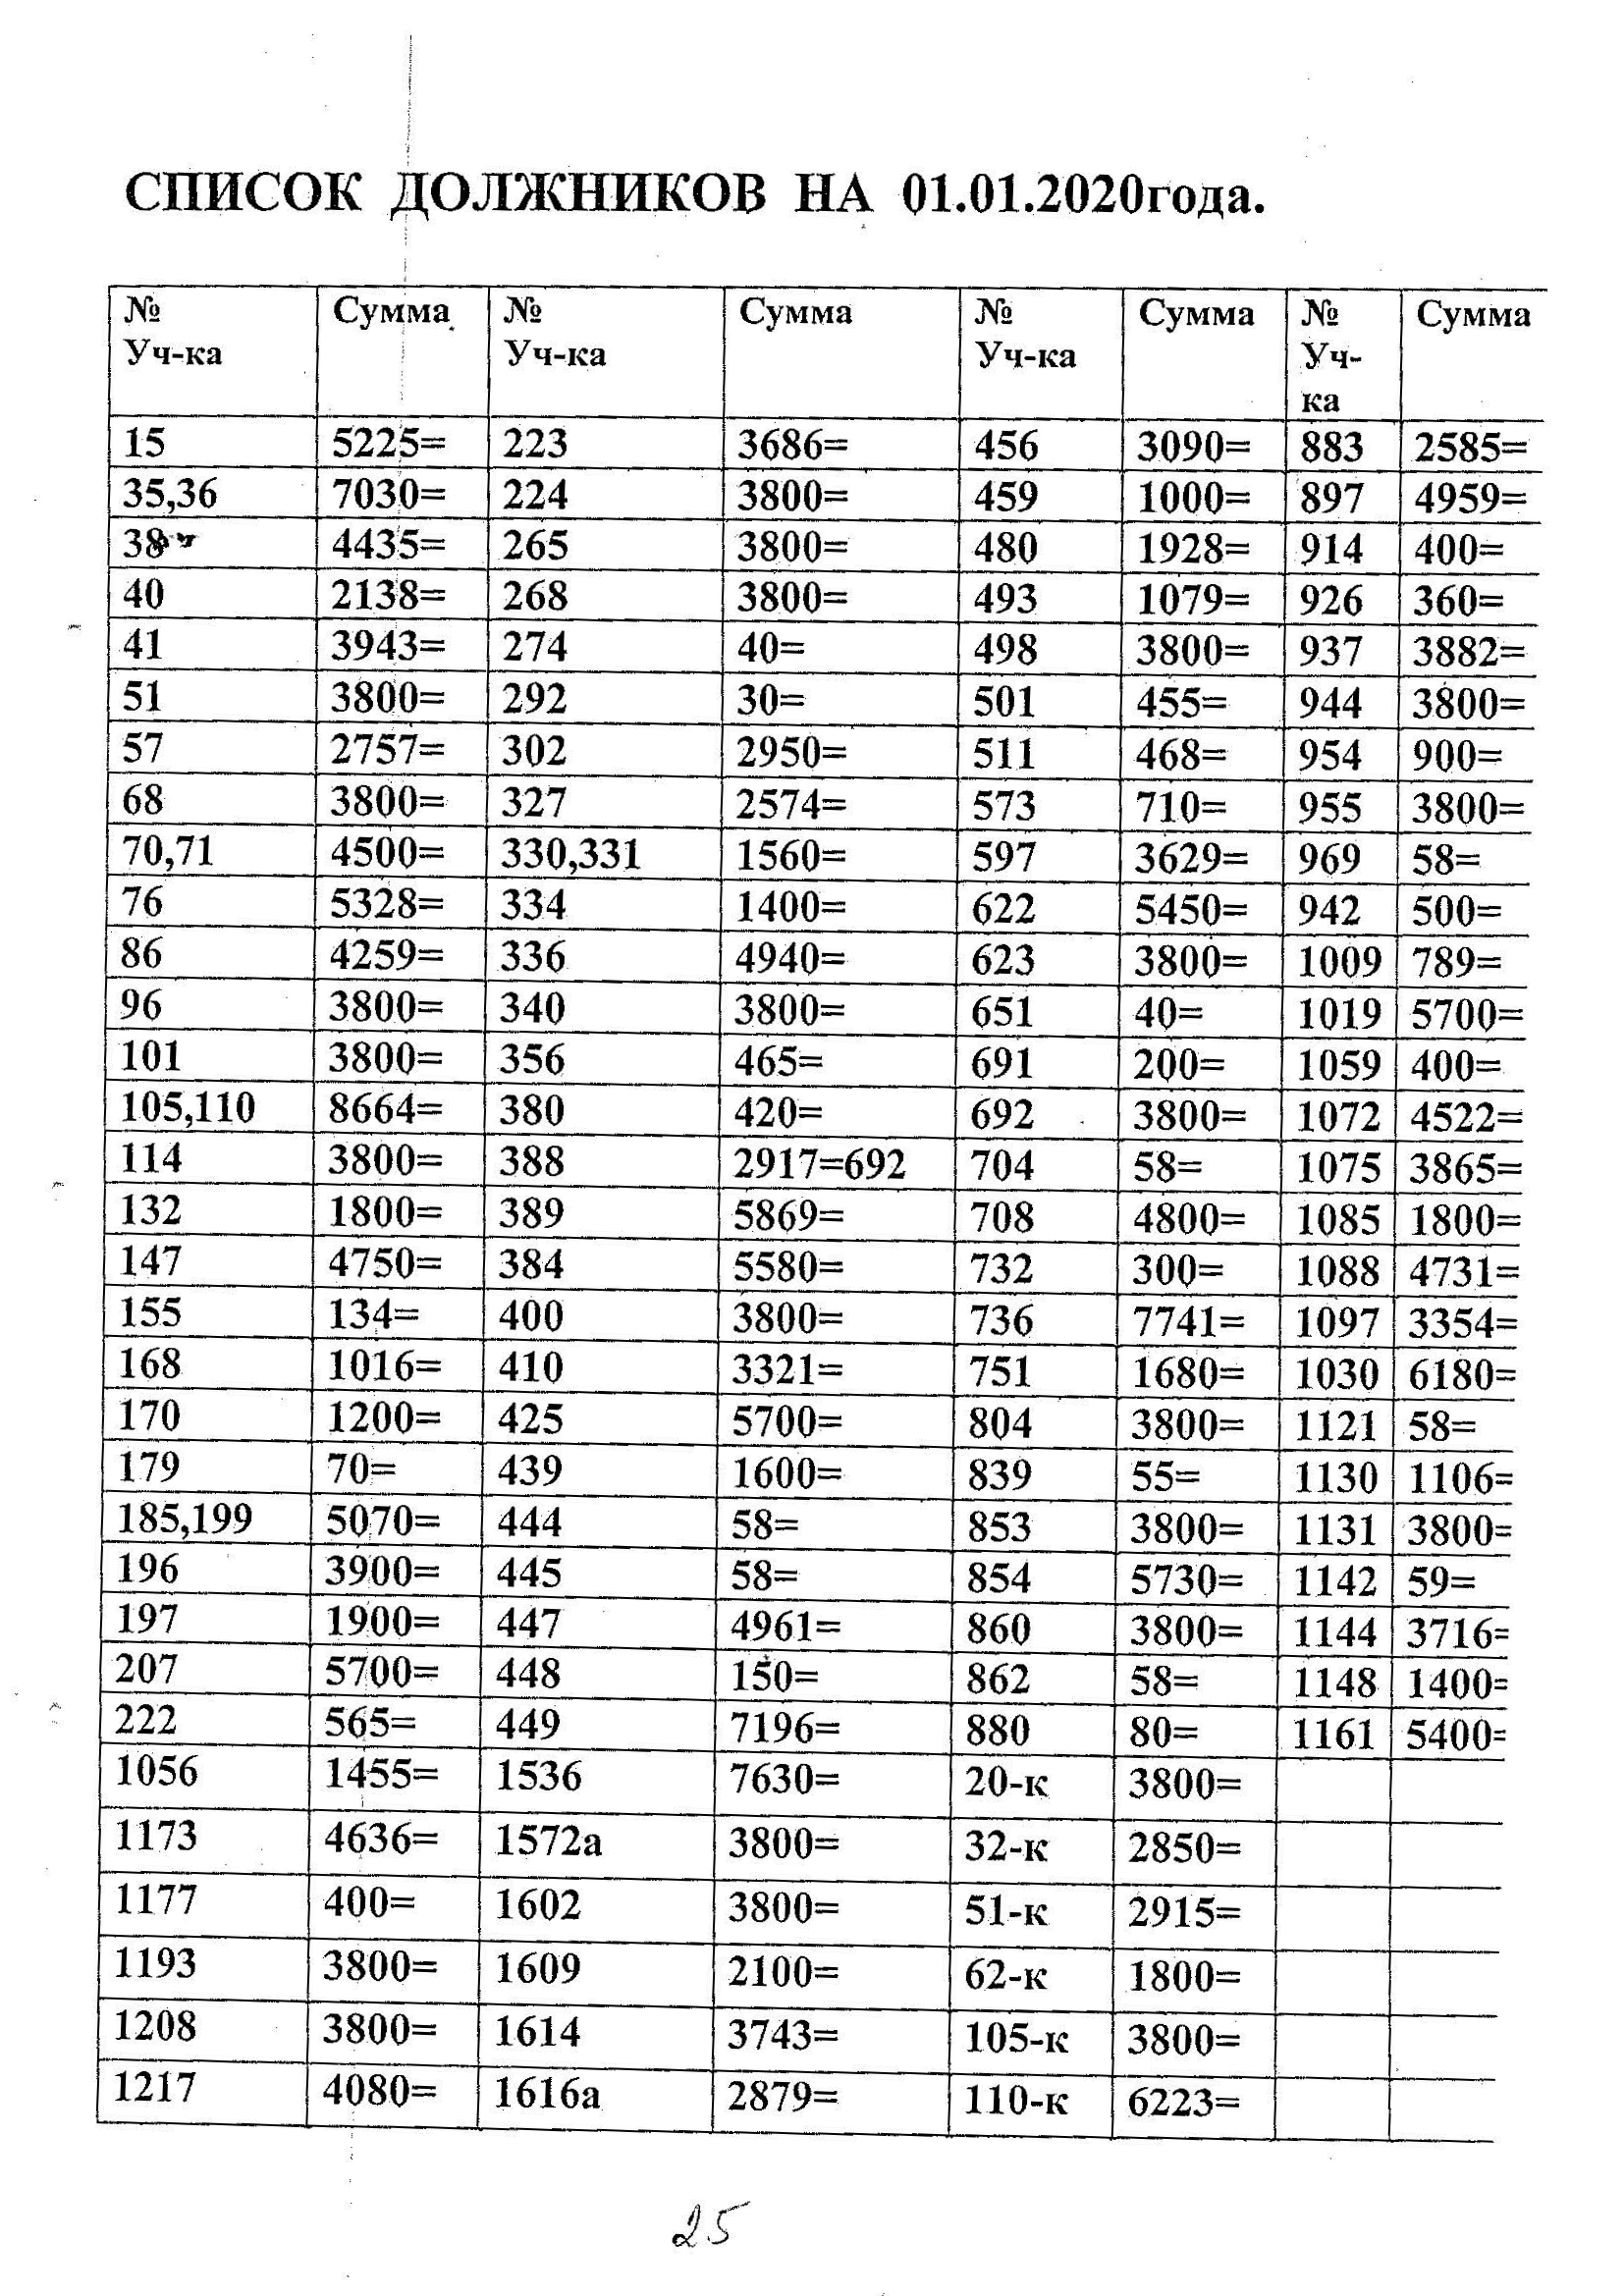 СПИСОК ДОЛЖНИКОВ НА 01.01.2020года.
№ Уч-ка Сумма № Уч-ка Сумма № Уч-ка Сумма № Уч-ка Сумма
15 5225= 223 3686= 456 3090= 883 2585=
35,36 7030= 224 3800= 459 1000= 897 4959=
38 4435= 265 3800= 480 1928= 914 400=
40 2138= 268 3800= 493 1079= 926 360=
41 3943= 274 40= 498 3800= 937 3882=
51 3800= 292 30= 501 455= 944 3800=
57 2757= 302 2950= 511 468= 954 900=
68 3800= 327 2574= 573 710= 955 3800=
70,71 4500= 330,331 1560= 597 3629= 969 58=
76 5328= 334 1400= 622 5450= 942 500=
86 4259= 336 4940= 623 3800= 1009 789=
96 3800= 340 3800= 651 40= 1019 5700=
101 3800= 356 465= 691 200= 1059 400=
105,110 8664= 380 420= 692 3800= 1072 4522=
114 3800= 388 2917=692 704 58= 1075 3865=
132 1800= 389 5869= 708 4800= 1085 1800=
147 4750= 384 5580= 732 300= 1088 4731=
155 134= 400 3800= 736 7741= 1097 3354=
168 1016= 410 3321= 751 1680= 1030 6180=
170 1200= 425 5700= 804 3800= 1121 58=
179 70= 439 1600= 839 55= 1130 1106=
185,199 5070= 444 58= 853 3800= 1131 3800=
196 3900= 445 58= 854 5730= 1142 59=
197 1900= 447 4961= 860 3800= 1144 3716=
207 5700= 448 150= 862 58= 1148 1400=
222 565= 449 7196= 880 80= 1161 5400=
1056 1455= 1536 7630= 20-к 3800=
1173 4636= 1572а 3800= 32-к 2850=
1177 400= 1602 3800= 51-к 2915=
1193 3800= 1609 2100= 62-к 1800=
1208 3800= 1614 3743= 105-к 3800=
1217 4080= 1616а 2879= 110-к 6223=
25